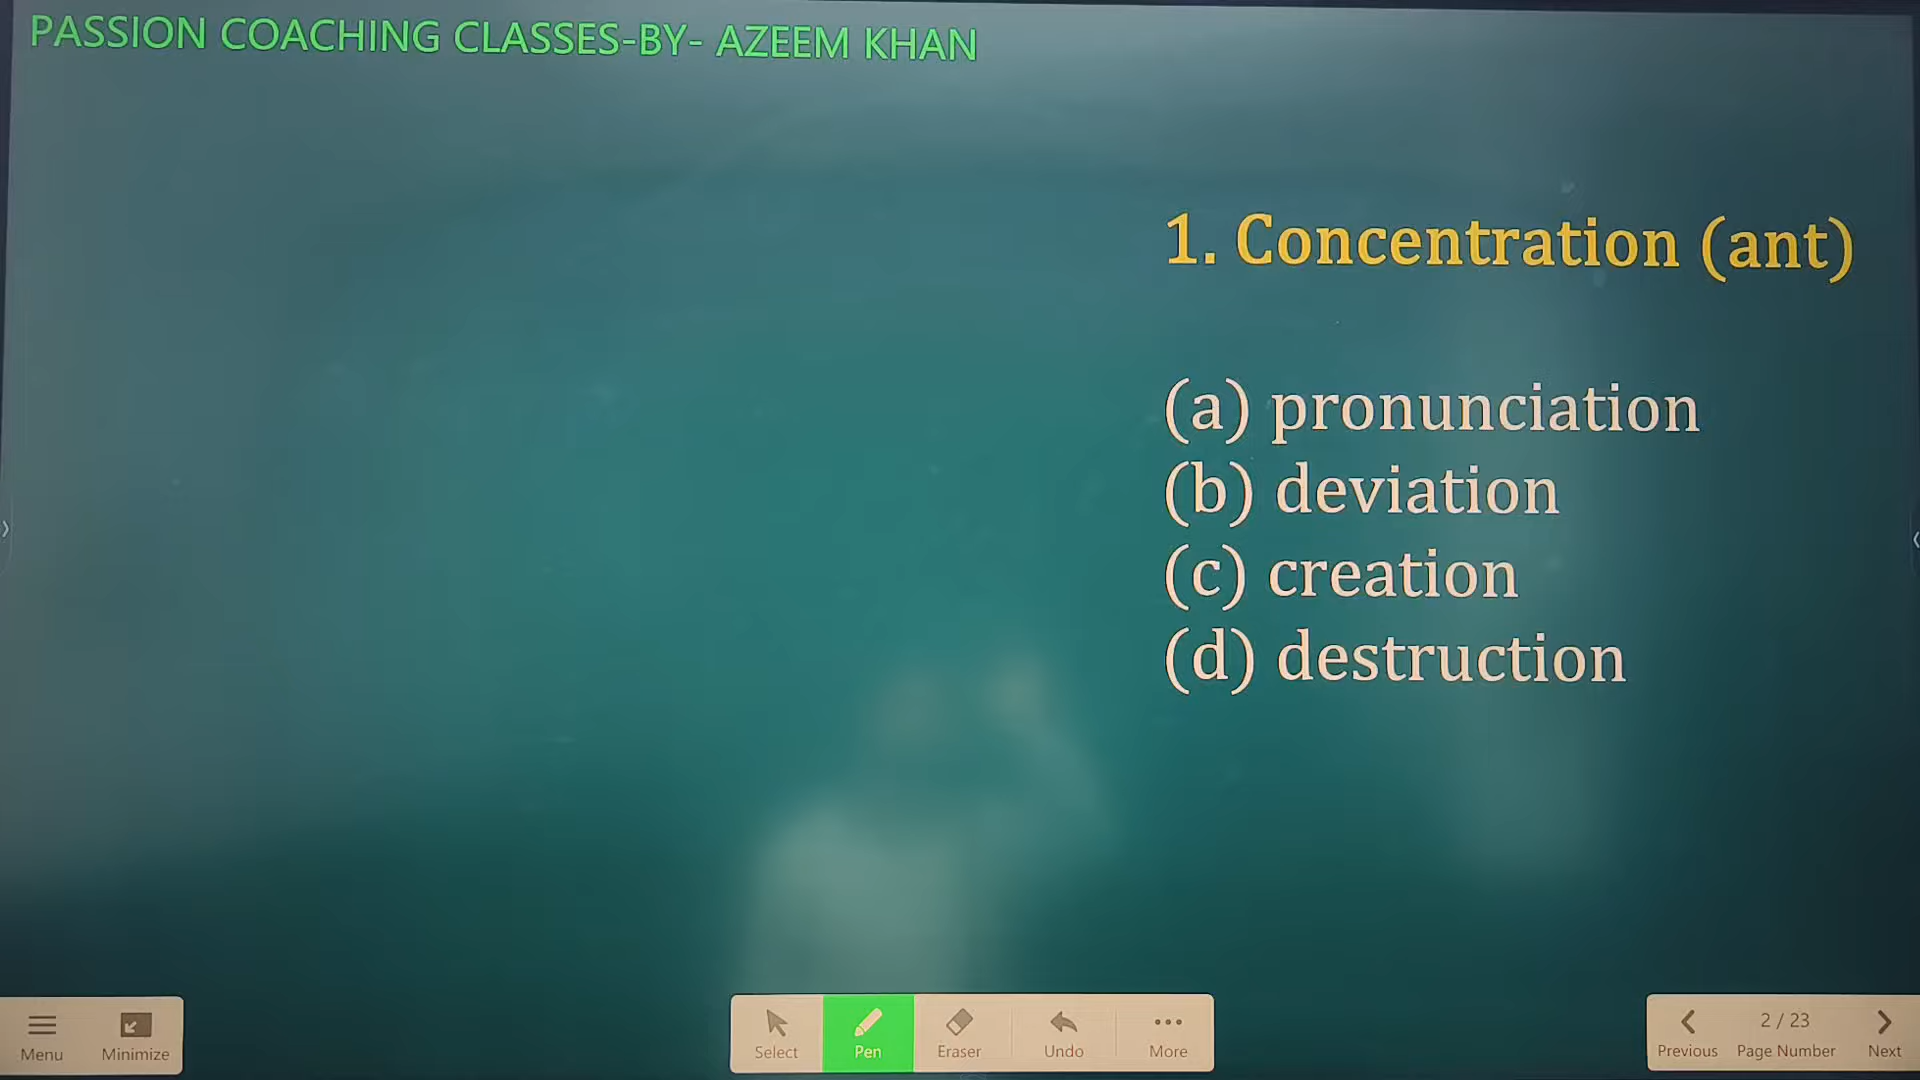 PASSION COACHING CLASSES-BY- AZEEM KHAN
1. Concentration (ant)
(a) pronunciation
(b) deviation
(c) creation
(d) destruction
Menu
Minimize
Select
Pen
Eraser
Undo
More
Previous
2 / 23
Page Number
Next